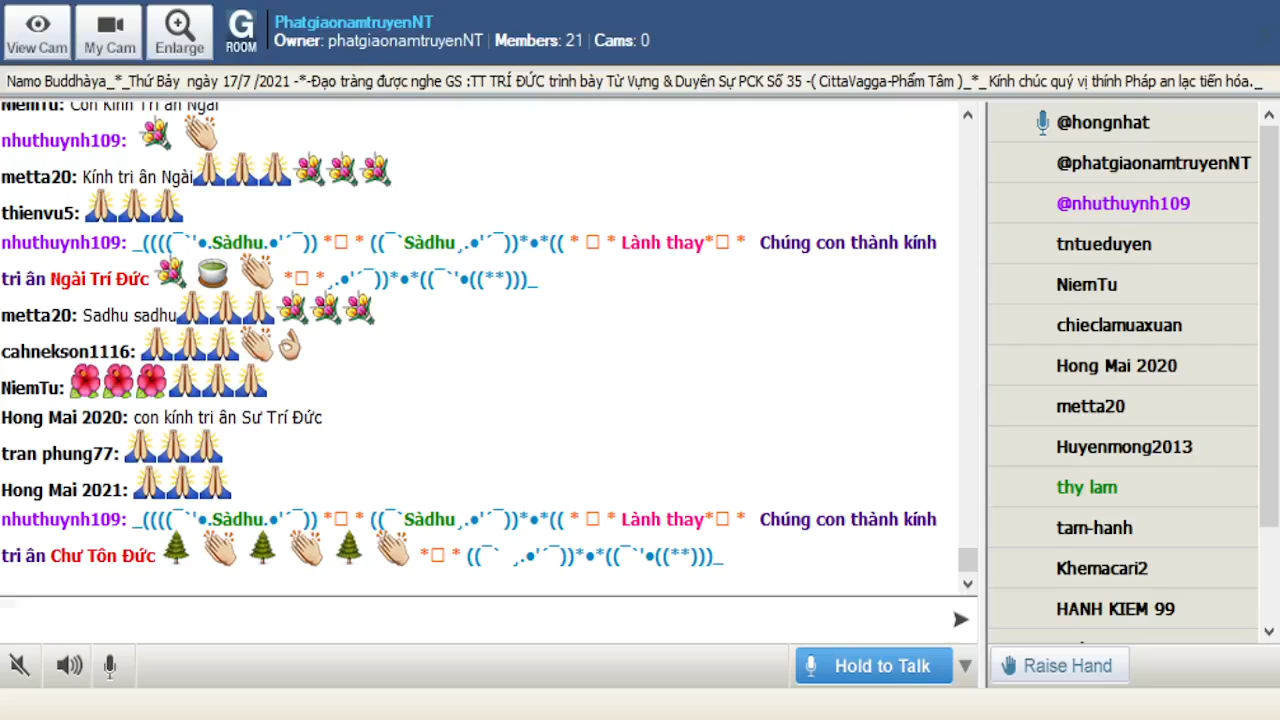 View Cam
My Cam
Enlarge
G
ROOM
PhatgiaonamtruyenNT
Owner: phatgiaonamtruyenNT | Members: 21 | Cams: 0
Namo Buddhàya_*_Thứ Bảy ngày 17/7 /2021 -*-Đạo tràng được nghe GS :TT TRÍ ĐỨC trình bày Từ Vựng & Duyên Sự PCK Số 35 -( CittaVagga-Phẩm Tâm )_*_ Kính chúc quý vị thính Pháp an lạc tiến hóa._
NiemTu: Con Kính Tri ân Ngài
nhuthuynh109: 💐👏
metta20: Kính tri ân Ngài🙏🙏🙏💐💐💐
thienvu5: 🙏🙏🙏
nhuthuynh109: _((((¯`'●.Sàdhu.●'´¯)) *□ * ((¯`Sàdhu¸.●'´¯))*●*(( * □ * Lành thay*□ * Chúng con thành kính
tri ân Ngài Trí Đức 💐🍵👏 *□ *¸.●'´¯))*●*((¯`'●((**)))_
metta20: Sadhu sadhu🙏🙏🙏💐💐💐
cahnekson1116: 🙏🙏🙏👏👌
NiemTu: 🌺🌺🌺🙏🙏🙏
Hong Mai 2020: con kính tri ân Sư Trí Đức
tran phung77: 🙏🙏🙏
Hong Mai 2021: 🙏🙏🙏
nhuthuynh109: _((((¯`'●.Sàdhu.●'´¯)) *□ * ((¯`Sàdhu¸.●'´¯))*●*(( * □ * Lành thay*□ * Chúng con thành kính
tri ân Chư Tôn Đức 🌲👏🌲👏🌲👏 *□ * ((¯` ¸.●'´¯))*●*((¯`'●((**)))_
@hongnhat
@phatgiaonamtruyenNT
@nhuthuynh109
tntueduyen
NiemTu
chieclamuaxuan
Hong Mai 2020
metta20
Huyenmong2013
thy lam
tam-hanh
Khemacari2
HANH KIEM 99
Hold to Talk
Raise Hand